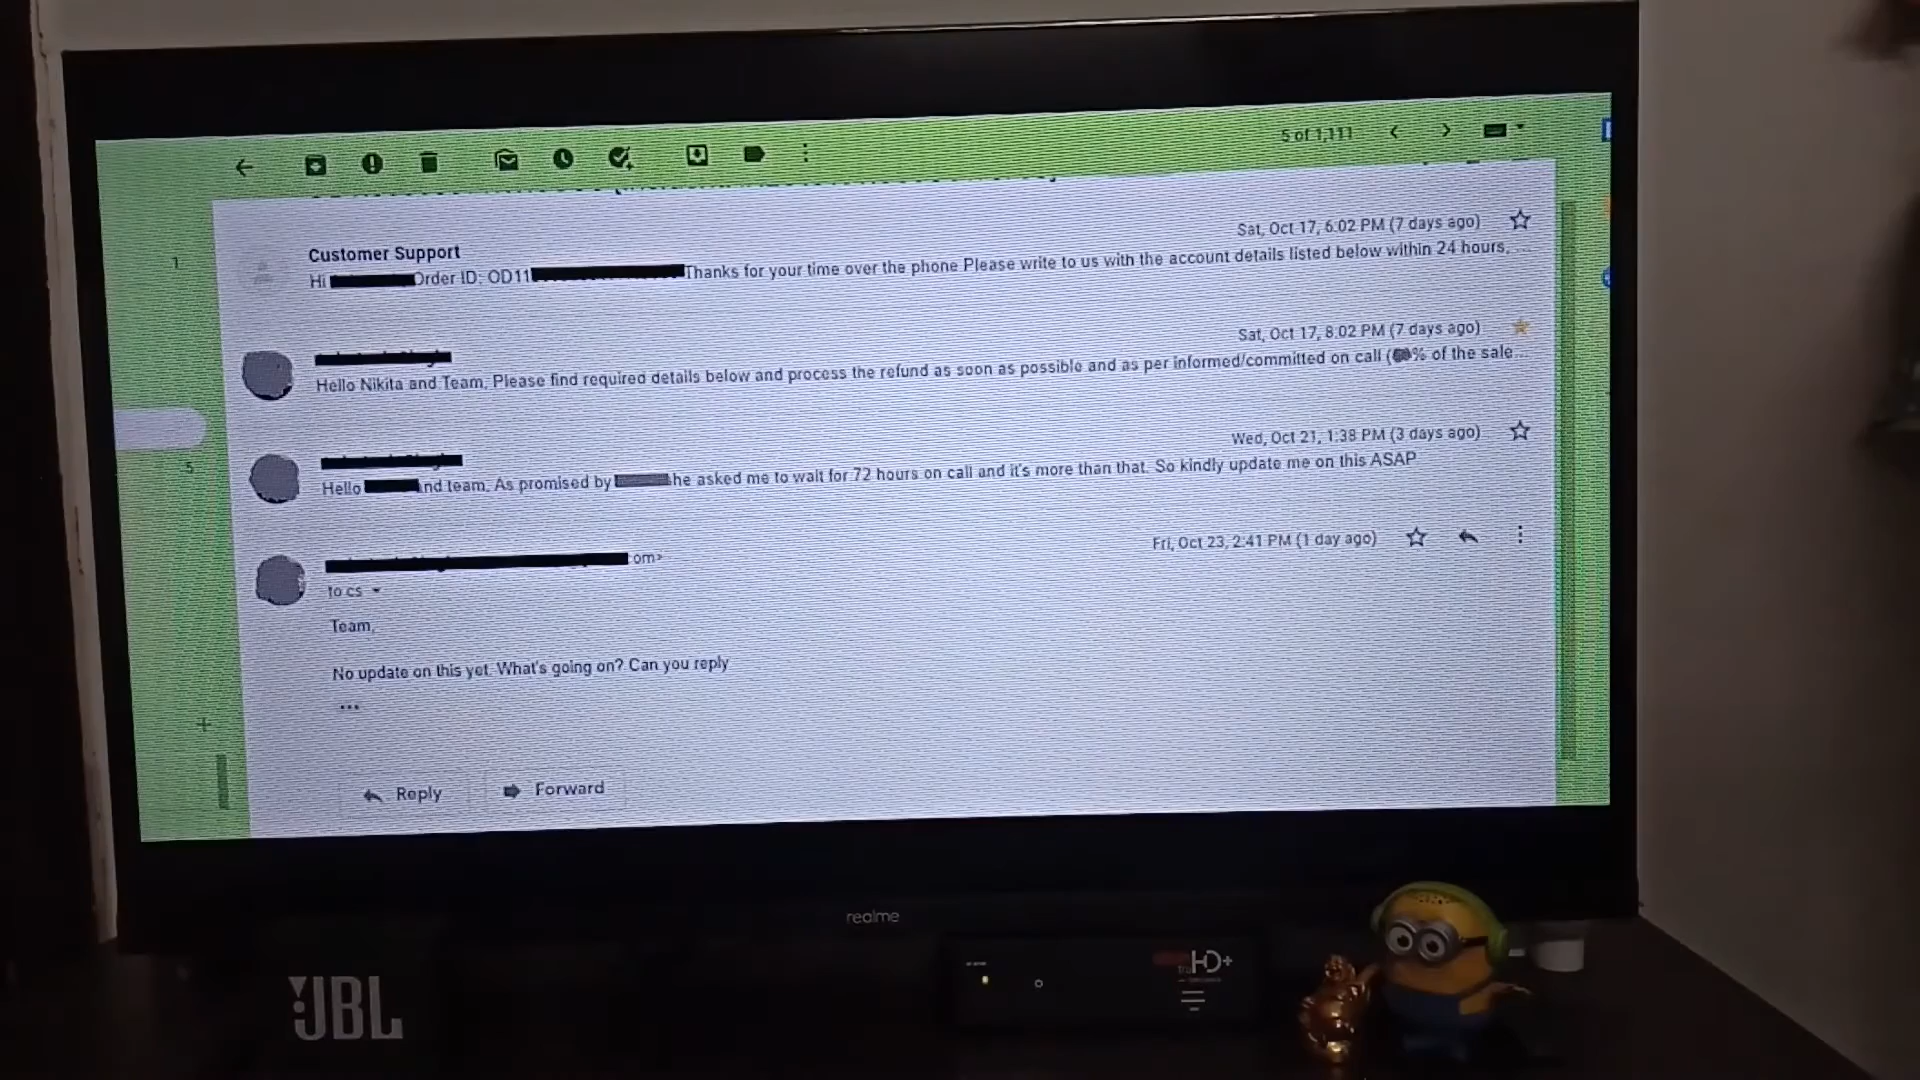 5 of 1,111
1
Sat, Oct 17, 6:02 PM (7 days ago)
Customer Support
Hi Order ID: OD11 Thanks for your time over the phone Please write to us with the account details listed below within 24 hours, ...
Sat, Oct 17, 8:02 PM (7 days ago)
Hello Nikita and Team, Please find required details below and process the refund as soon as possible and as per informed/committed on call ( % of the sale...
Wed, Oct 21, 1:38 PM (3 days ago)
5
Hello nd team, As promised by he asked me to wait for 72 hours on call and it's more than that. So kindly update me on this ASAP
Fri, Oct 23, 2:41 PM (1 day ago)
om>
to cs
Team,
No update on this yet. What's going on? Can you reply
...
Reply Forward
realme
HD+
JBL